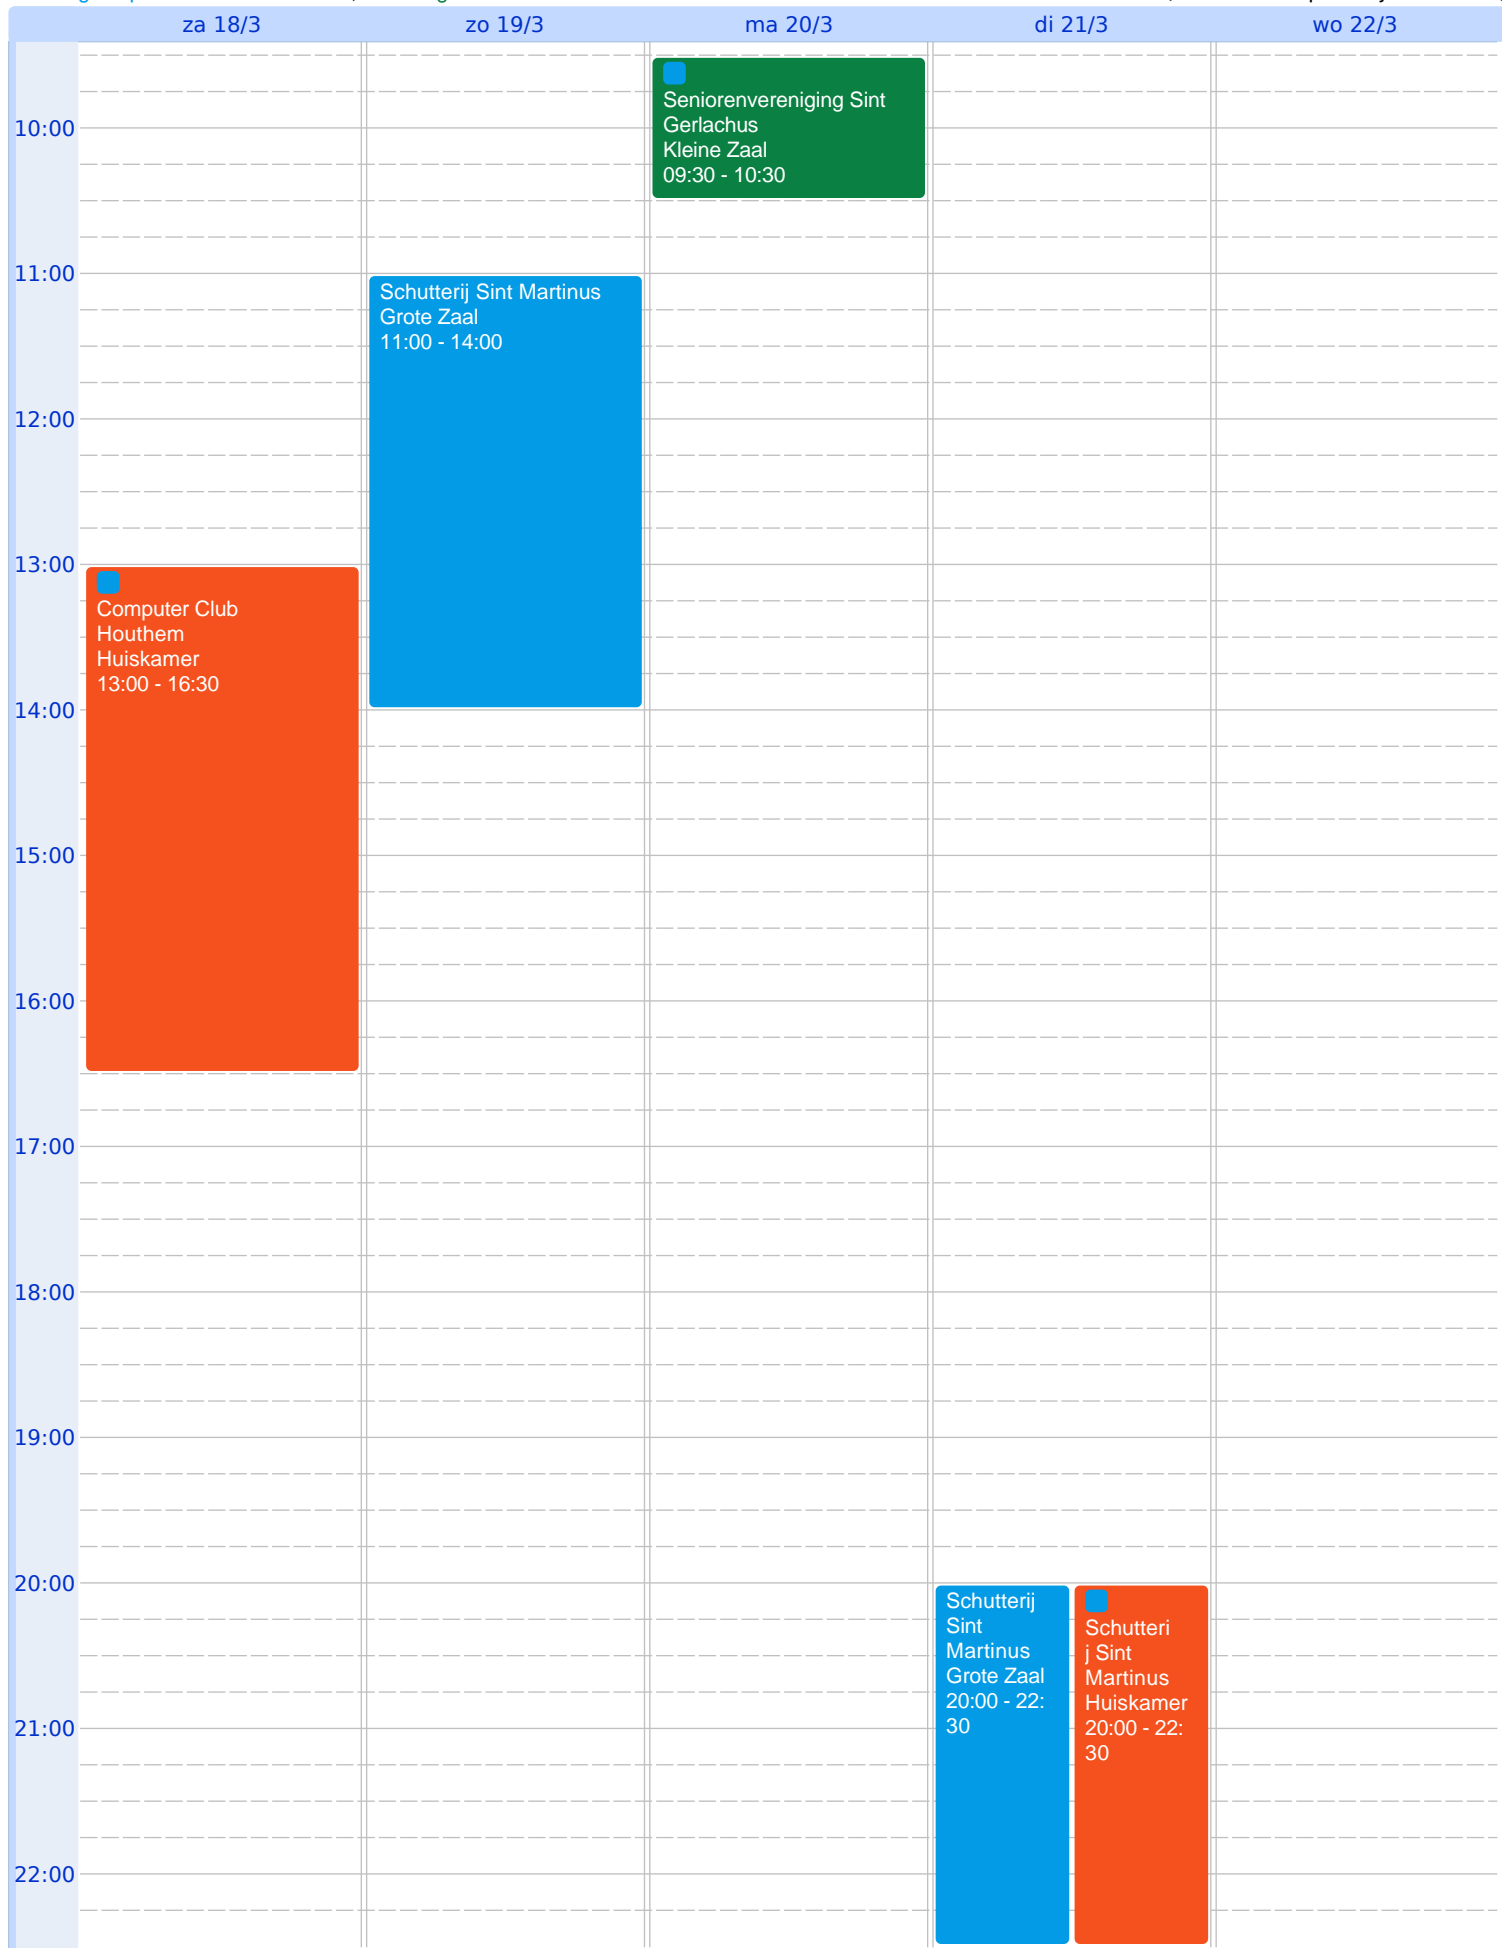 za 18/3 zo 19/3 ma 20/3 di 21/3 wo 22/3
Seniorenvereniging Sint
Gerlachus
Kleine Zaal
09:30 - 10:30
10:00
11:00
Schutterij Sint Martinus
Grote Zaal
11:00 - 14:00
12:00
13:00
Computer Club
Houthem
Huiskamer
13:00 - 16:30
14:00
15:00
16:00
17:00
18:00
19:00
20:00
Schutterij
Sint
Martinus
Grote Zaal
20:00 - 22:
30
Schutteri
j Sint
Martinus
Huiskamer
20:00 - 22:
30
21:00
22:00